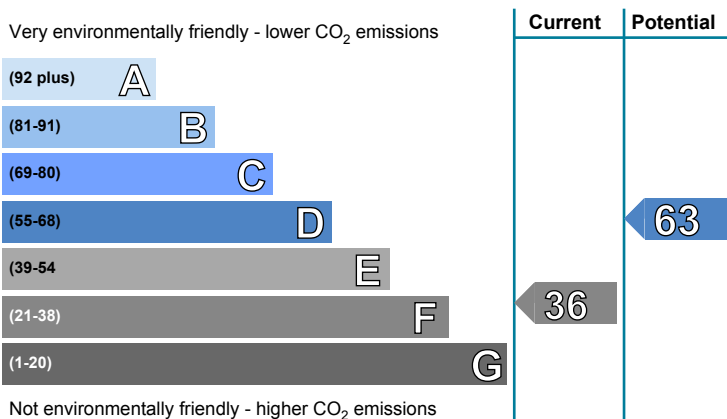 Current Potential
Very environmentally friendly - lower CO2 emissions
(92 plus) A
(81-91) B
(69-80) C
(55-68) D
63
(39-54 E
(21-38) F
36
(1-20) G
Not environmentally friendly - higher CO2 emissions